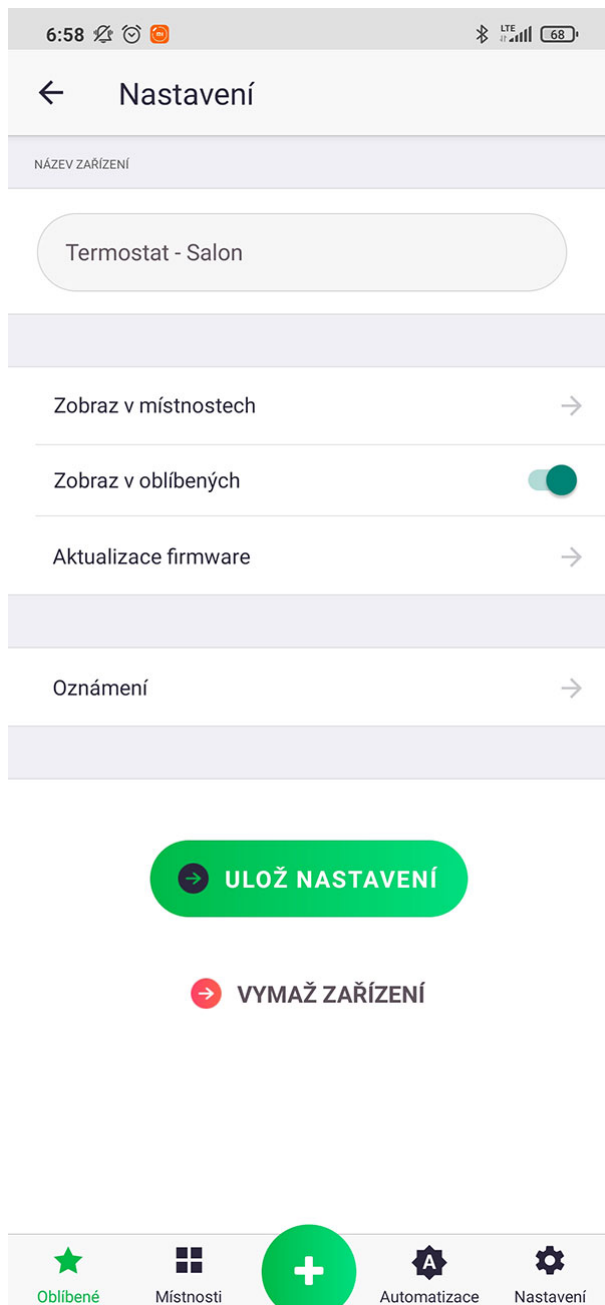 6:58 LTE 68
Nastavení
NÁZEV ZAŘÍZENÍ
Termostat - Salon
Zobraz v místnostech
Zobraz v oblíbených
Aktualizace firmware
Oznámení
ULOŽ NASTAVENÍ
VYMAŽ ZAŘÍZENÍ
A
Oblíbené Místnosti Automatizace Nastavení